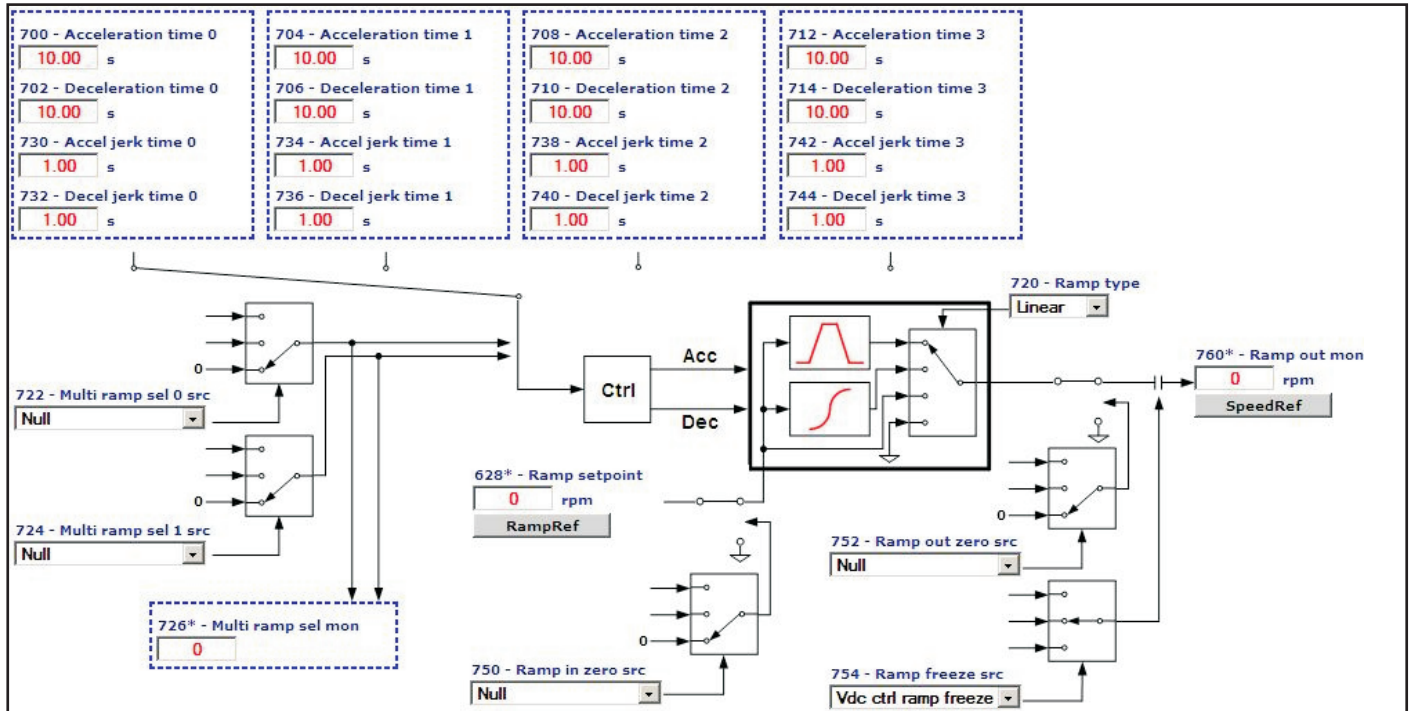 700 - Acceleration time 0
10.00 s
702 - Deceleration time 0
10.00 s
730 - Accel jerk time 0
1.00 s
732 - Decel jerk time 0
1.00 s
704 - Acceleration time 1
10.00 s
706 - Deceleration time 1
10.00 s
734 - Accel jerk time 1
1.00 s
736 - Decel jerk time 1
1.00 s
708 - Acceleration time 2
10.00 s
710 - Deceleration time 2
10.00 s
738 - Accel jerk time 2
1.00 s
740 - Decel jerk time 2
1.00 s
712 - Acceleration time 3
10.00 s
714 - Deceleration time 3
10.00 s
742 - Accel jerk time 3
1.00 s
744 - Decel jerk time 3
1.00 s
0
722 - Multi ramp sel 0 src
Null
0
724 - Multi ramp sel 1 src
Null
726* - Multi ramp sel mon
0
Ctrl
Acc
Dec
720 - Ramp type
Linear
628* - Ramp setpoint
0 rpm
RampRef
0
750 - Ramp in zero src
Null
760* - Ramp out mon
0 rpm
SpeedRef
0
752 - Ramp out zero src
Null
754 - Ramp freeze src
Vdc ctrl ramp freeze